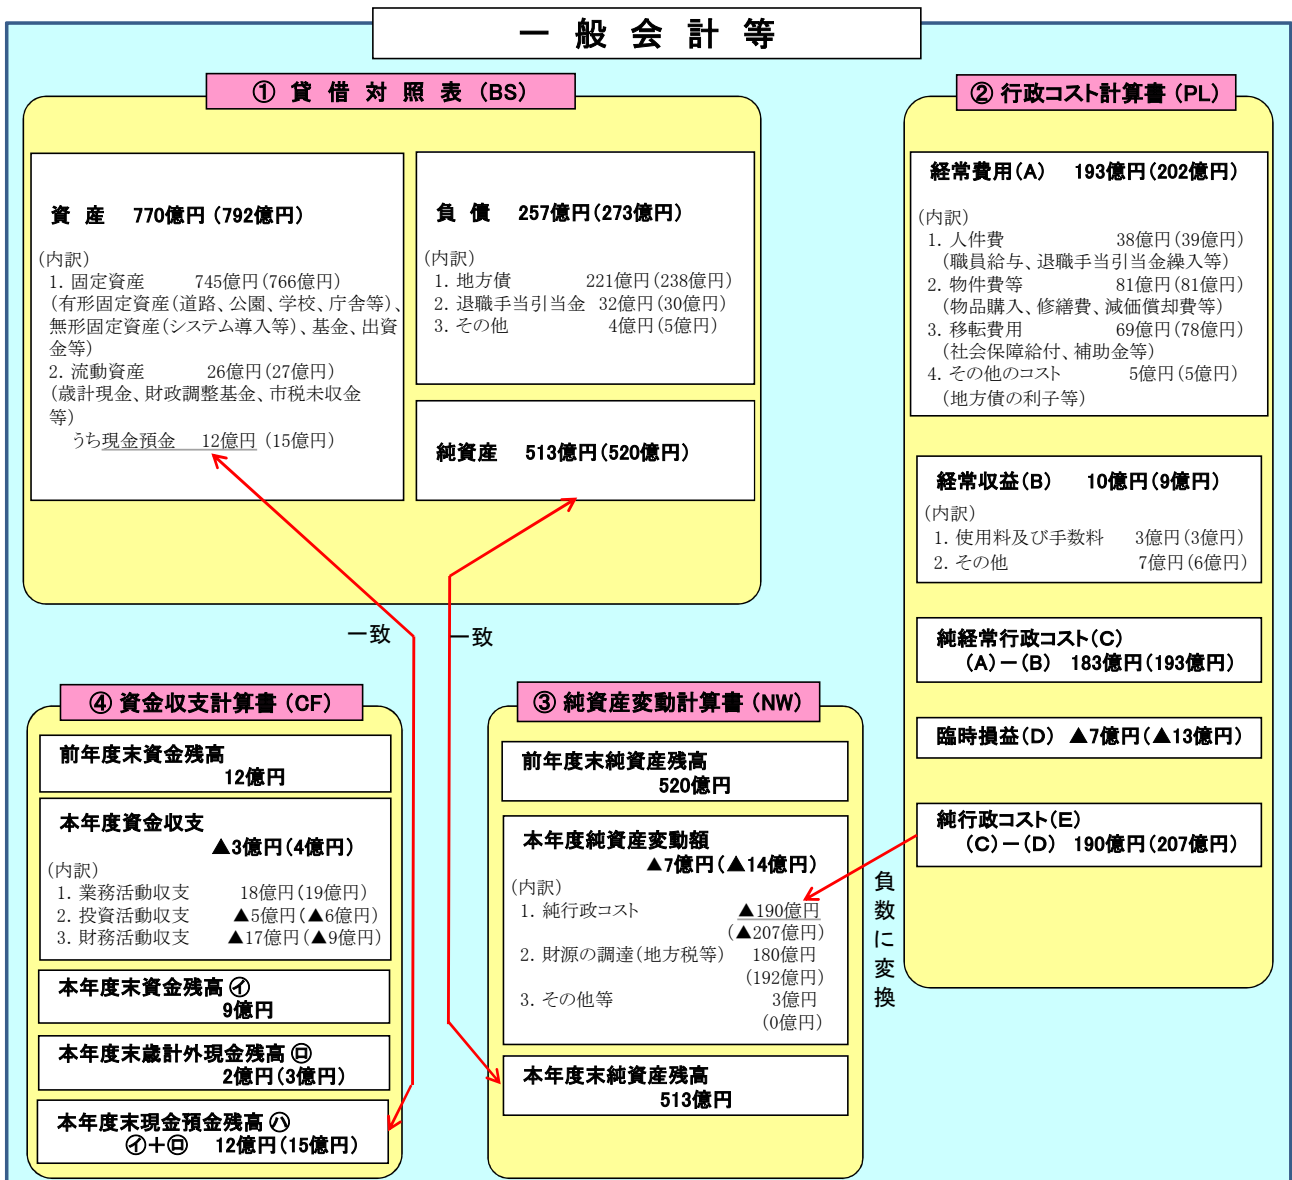 一 般 会 計 等
① 貸 借 対 照 表 (BS)
資 産 770億円 (792億円)
(内訳)
1. 固定資産 745億円(766億円)
(有形固定資産(道路、公園、学校、庁舎等)、
無形固定資産(システム導入等)、基金、出資
金等)
2. 流動資産 26億円(27億円)
(歳計現金、財政調整基金、市税未収金
等)
うち現金預金 12億円 (15億円)
負 債 257億円(273億円)
(内訳)
1. 地方債 221億円(238億円)
2. 退職手当引当金 32億円(30億円)
3. その他 4億円(5億円)
純資産 513億円(520億円)
② 行政コスト計算書 (PL)
経常費用(A) 193億円(202億円)
(内訳)
1. 人件費 38億円(39億円)
(職員給与、退職手当引当金繰入等)
2. 物件費等 81億円(81億円)
(物品購入、修繕費、減価償却費等)
3. 移転費用 69億円(78億円)
(社会保障給付、補助金等)
4. その他のコスト 5億円(5億円)
(地方債の利子等)
経常収益(B) 10億円(9億円)
(内訳)
1. 使用料及び手数料 3億円(3億円)
2. その他 7億円(6億円)
純経常行政コスト(C)
(A)-(B) 183億円(193億円)
臨時損益(D) ▲7億円(▲13億円)
純行政コスト(E)
(C)-(D) 190億円(207億円)
一致
一致
④ 資金収支計算書 (CF)
前年度末資金残高
12億円
本年度資金収支
▲3億円(4億円)
(内訳)
1. 業務活動収支 18億円(19億円)
2. 投資活動収支 ▲5億円(▲6億円)
3. 財務活動収支 ▲17億円(▲9億円)
本年度末資金残高 ㋑
9億円
本年度末歳計外現金残高 ㋺
2億円(3億円)
本年度末現金預金残高 ㋩
㋑+㋺ 12億円(15億円)
③ 純資産変動計算書 (NW)
前年度末純資産残高
520億円
本年度純資産変動額
▲7億円(▲14億円)
(内訳)
1. 純行政コスト ▲190億円
(▲207億円)
2. 財源の調達(地方税等) 180億円
(192億円)
3. その他等 3億円
(0億円)
本年度末純資産残高
513億円
負数に変換